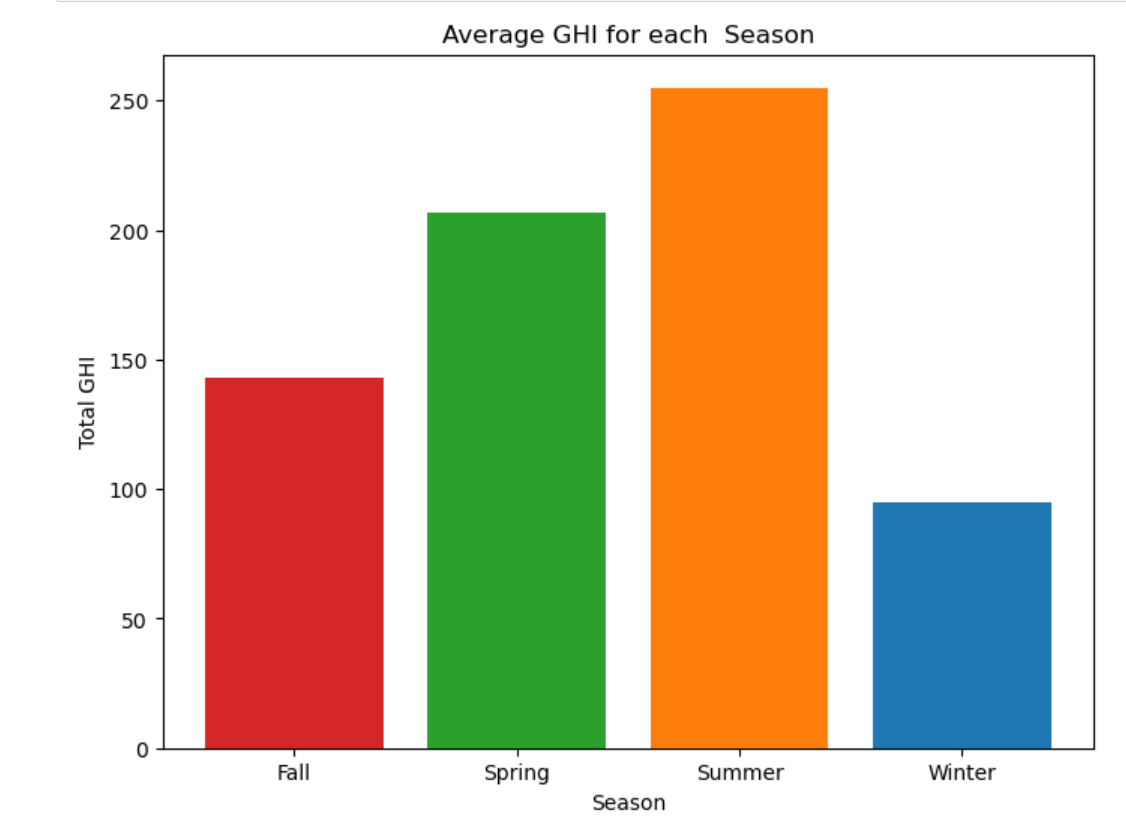 Average GHI for each  Season
250
200
150
100
50
0
Total GHI
Fall Spring Summer Winter
Season